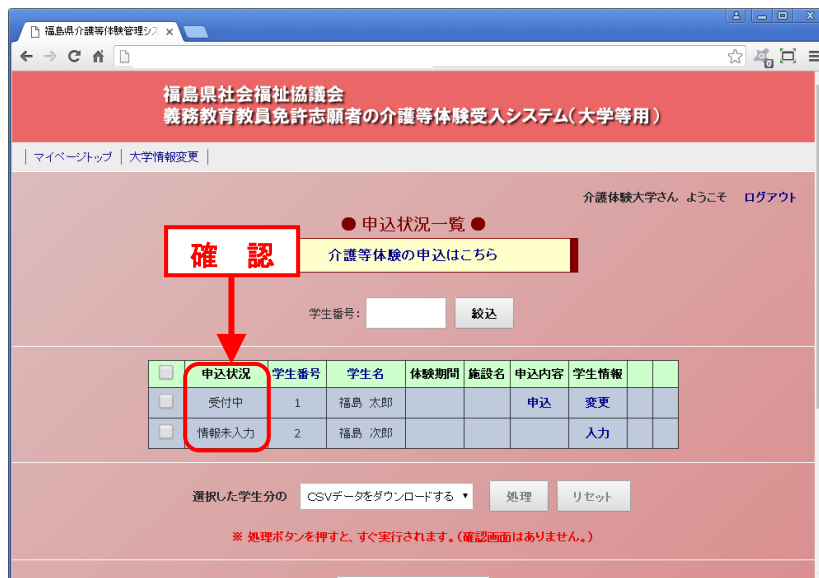 福島県介護等体験管理シス ×
福島県社会福祉協議会
義務教育教員免許志願者の介護等体験受入システム(大学等用)
| マイページトップ | 大学情報変更 |
介護体験大学さん ようこそ ログアウト
● 申込状況一覧 ●
確 認
介護等体験の申込はこちら
学生番号: 絞込
申込状況 学生番号 学生名 体験期間 施設名 申込内容 学生情報
受付中 1 福島 太郎 申込 変更
情報未入力 2 福島 次郎 入力
選択した学生分の CSVデータをダウンロードする ▼ 処理 リセット
※ 処理ボタンを押すと、すぐ実行されます。(確認画面はありません。)